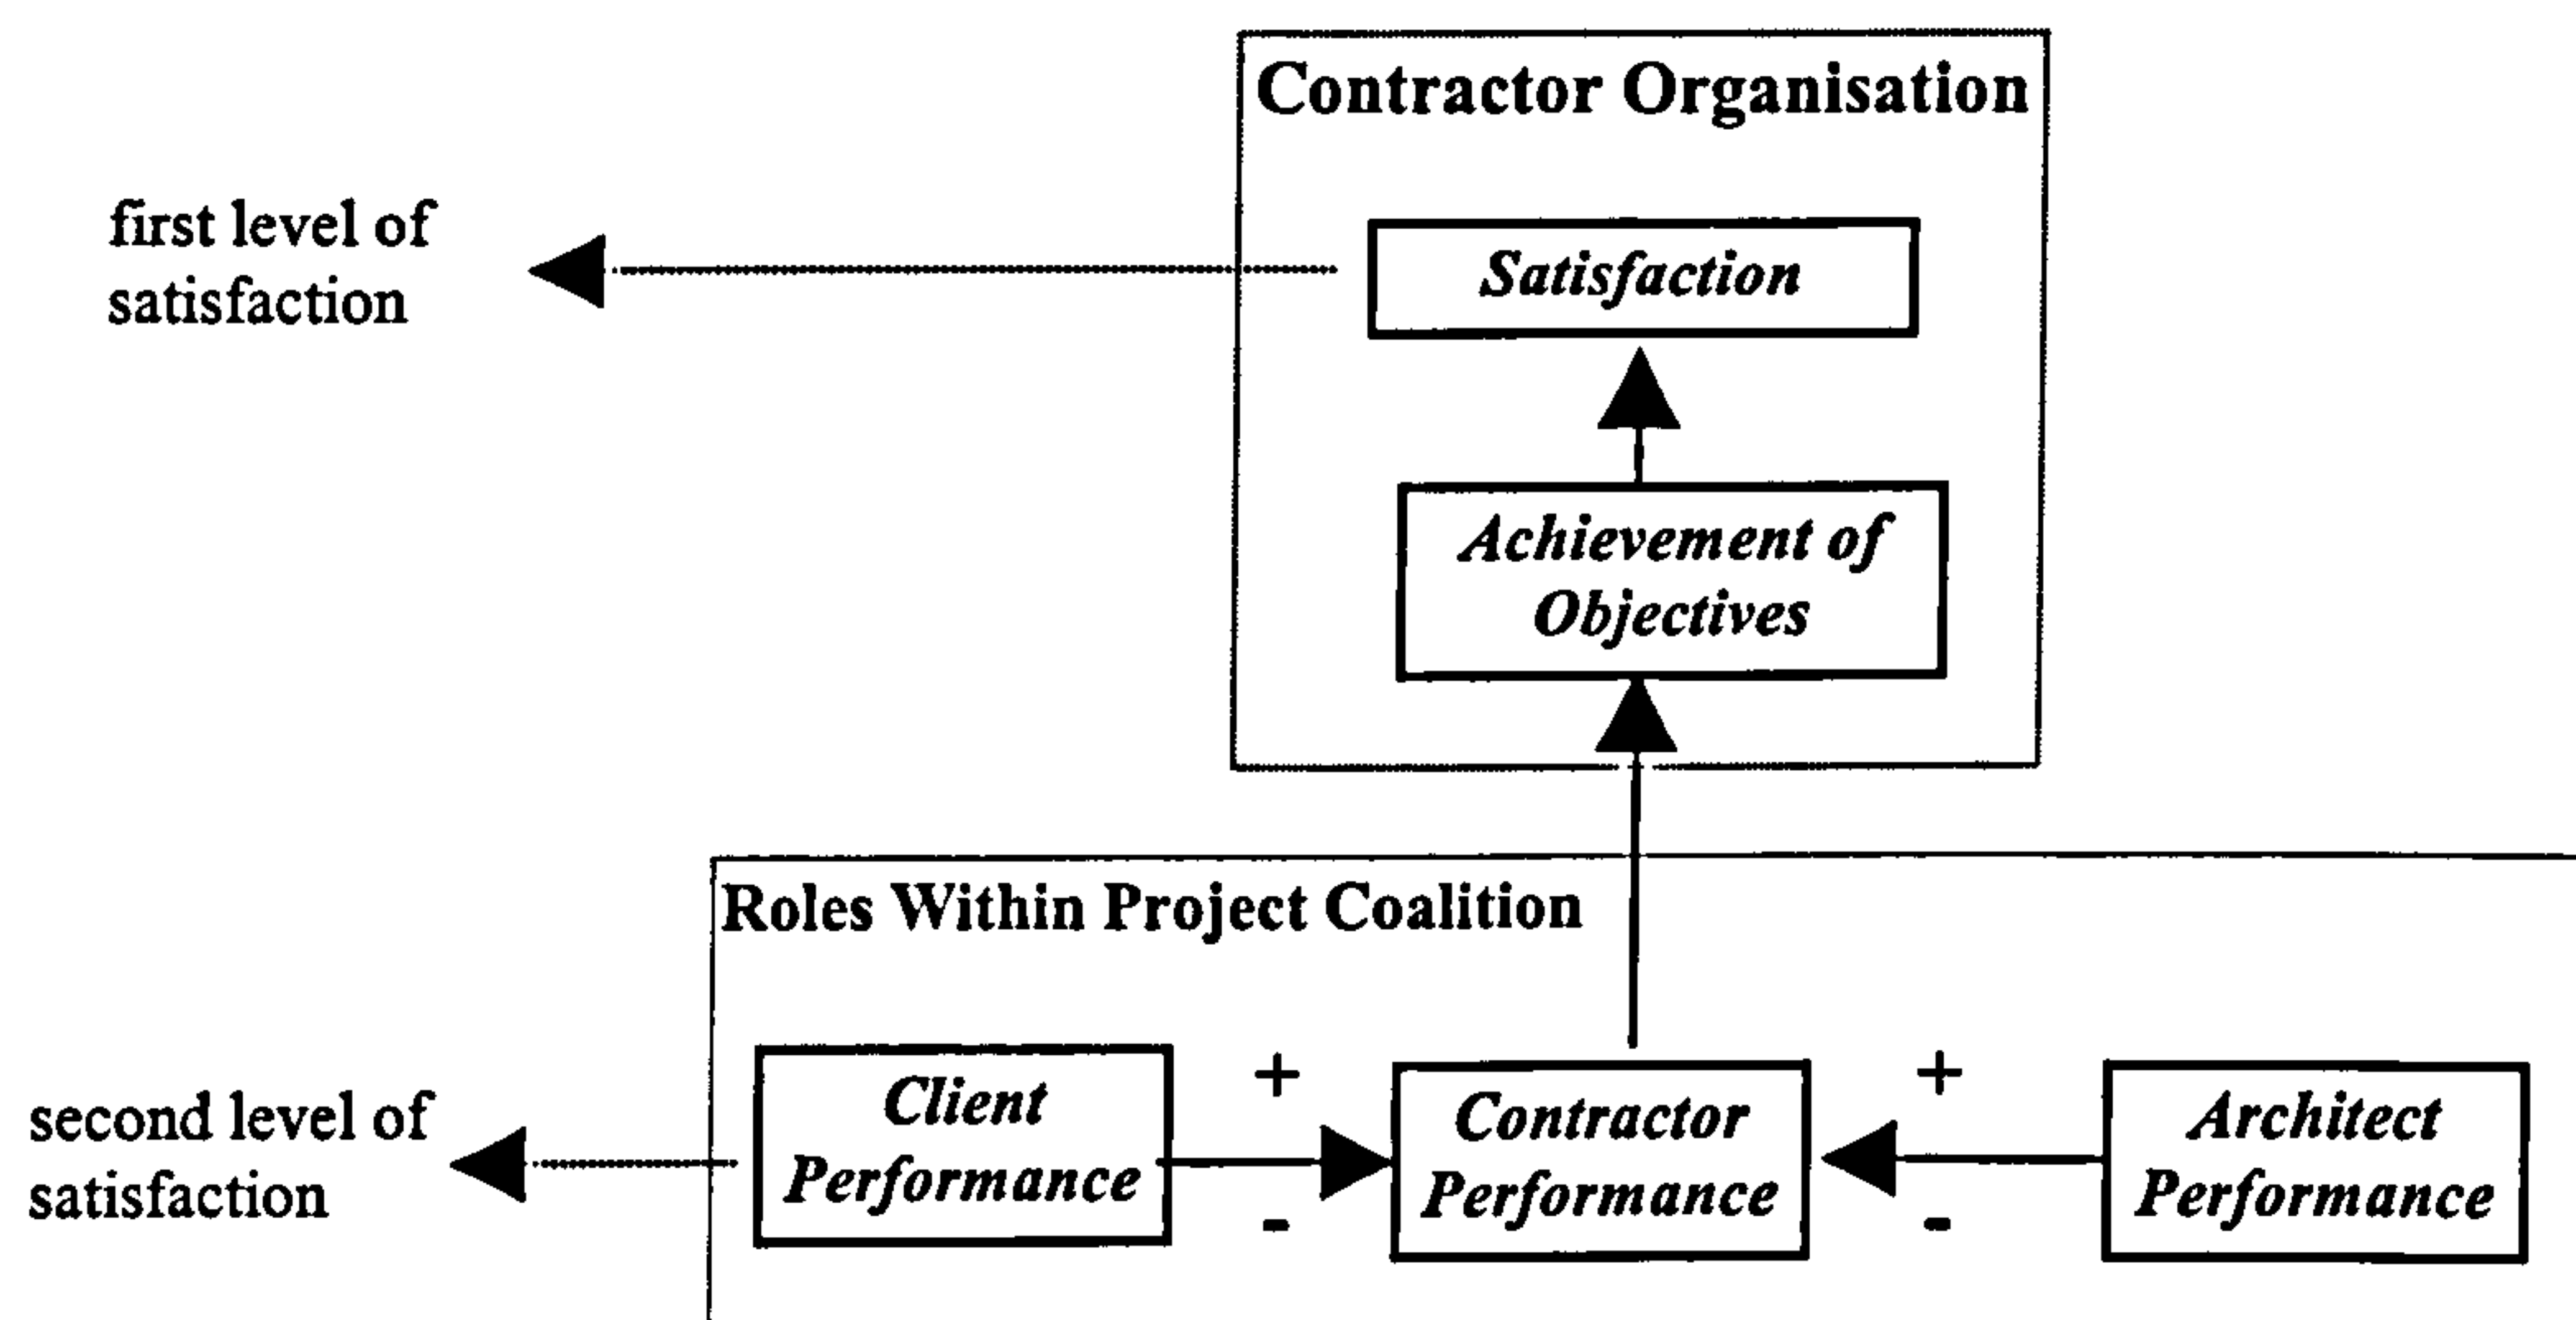 Contractor Organisation
first level of
satisfaction
Satisfaction
Achievement of
Objectives
Roles Within Project Coalition
second level of
satisfaction
Client
Performance
+
-
Contractor
Performance
+
-
Architect
Performance